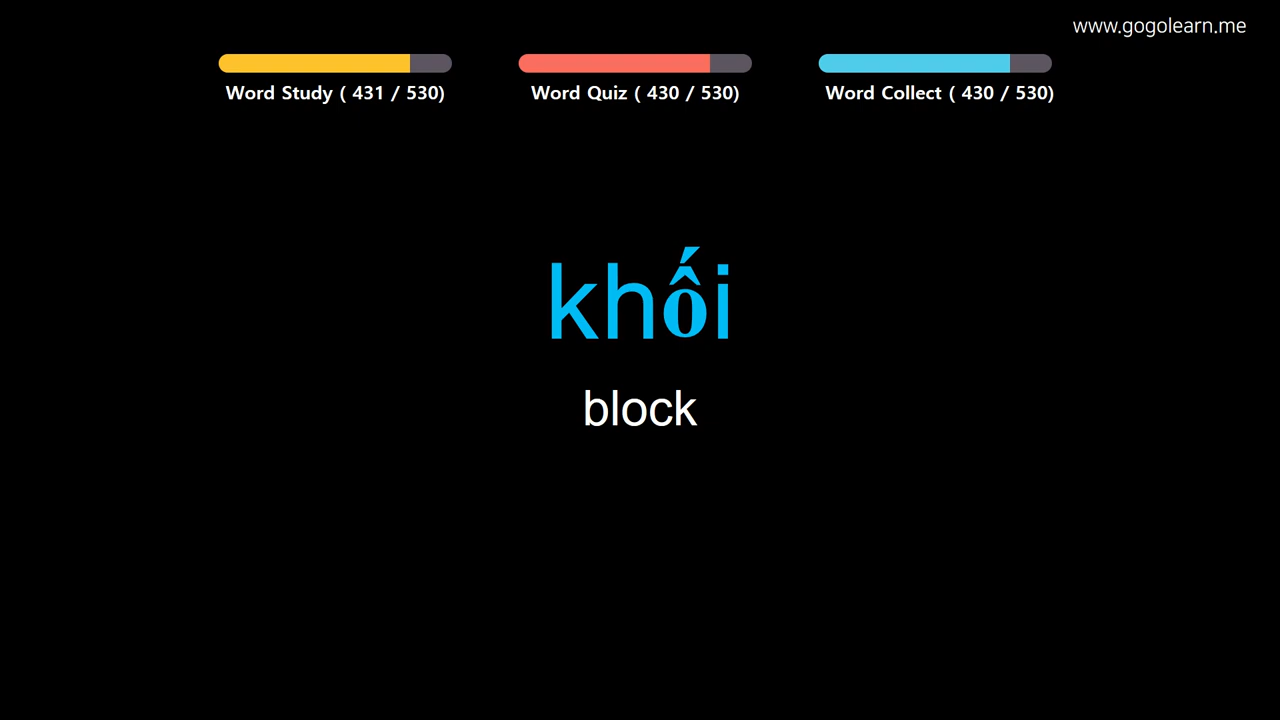 www.gogolearn.me
Word Study ( 431 / 530)
Word Quiz ( 430 / 530)
Word Collect ( 430 / 530)
khối
block